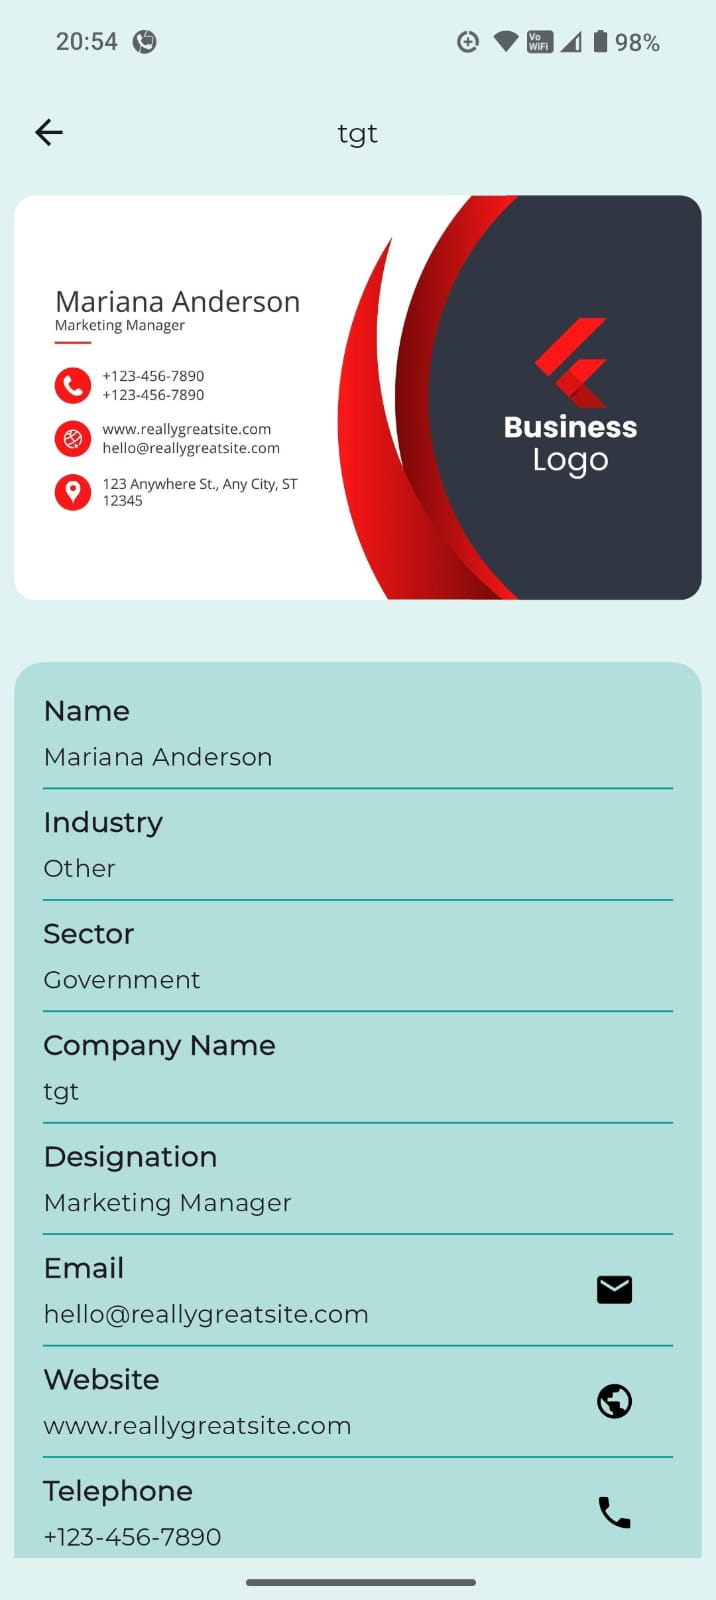 20:54
Vo
WiFi
98%
tgt
Mariana Anderson
Marketing Manager
+123-456-7890
+123-456-7890
www.reallygreatsite.com
hello@reallygreatsite.com
123 Anywhere St., Any City, ST
12345
Business
Logo
Name
Mariana Anderson
Industry
Other
Sector
Government
Company Name
tgt
Designation
Marketing Manager
Email
hello@reallygreatsite.com
Website
www.reallygreatsite.com
Telephone
+123-456-7890